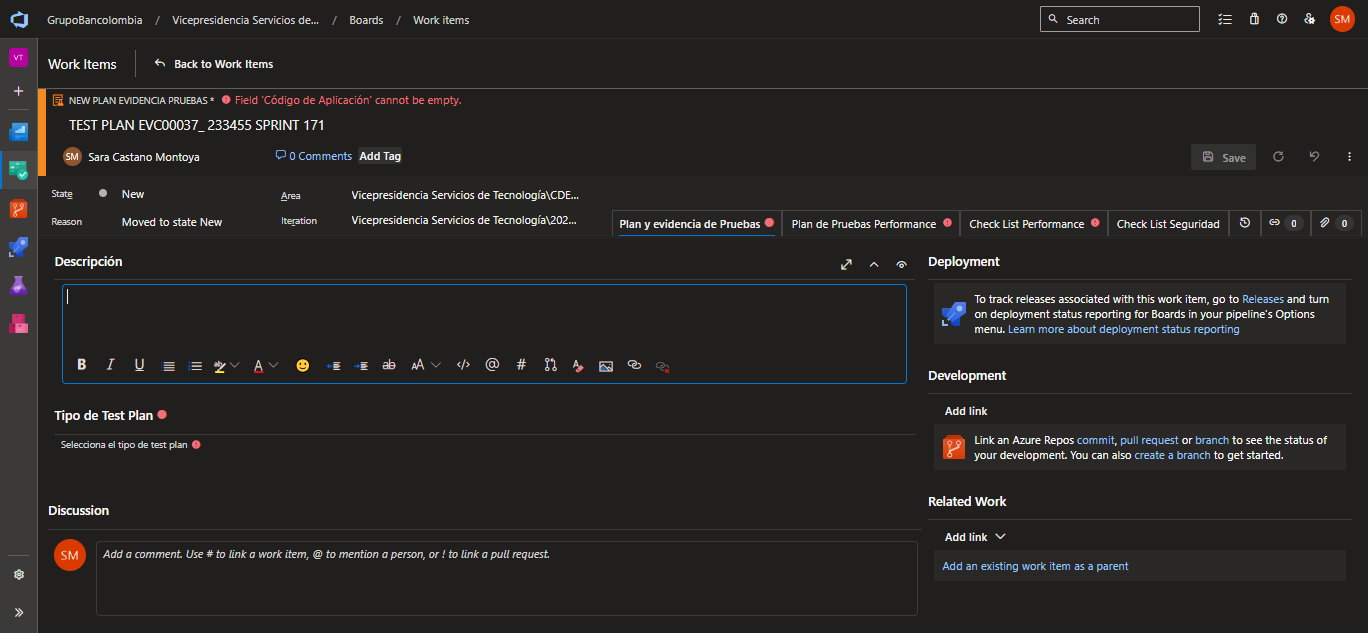 GrupoBancolombia / Vicepresidencia Servicios de... / Boards / Work items
Search
SM
VT
Work Items
Back to Work Items
NEW PLAN EVIDENCIA PRUEBAS * Field 'Código de Aplicación' cannot be empty.
TEST PLAN EVC00037_ 233455 SPRINT 171
SM Sara Castano Montoya
0 Comments
Add Tag
Save
State New
Area Vicepresidencia Servicios de Tecnología\CDE...
Reason Moved to state New
Iteration Vicepresidencia Servicios de Tecnología\202...
Plan y evidencia de Pruebas
Plan de Pruebas Performance
Check List Performance
Check List Seguridad
0
0
Descripción
B I U
A
ab
AA
</> @ #
Tipo de Test Plan
Selecciona el tipo de test plan
Discussion
SM
Add a comment. Use # to link a work item, @ to mention a person, or ! to link a pull request.
Deployment
To track releases associated with this work item, go to Releases and turn
on deployment status reporting for Boards in your pipeline's Options
menu. Learn more about deployment status reporting
Development
Add link
Link an Azure Repos commit, pull request or branch to see the status of
your development. You can also create a branch to get started.
Related Work
Add link
Add an existing work item as a parent